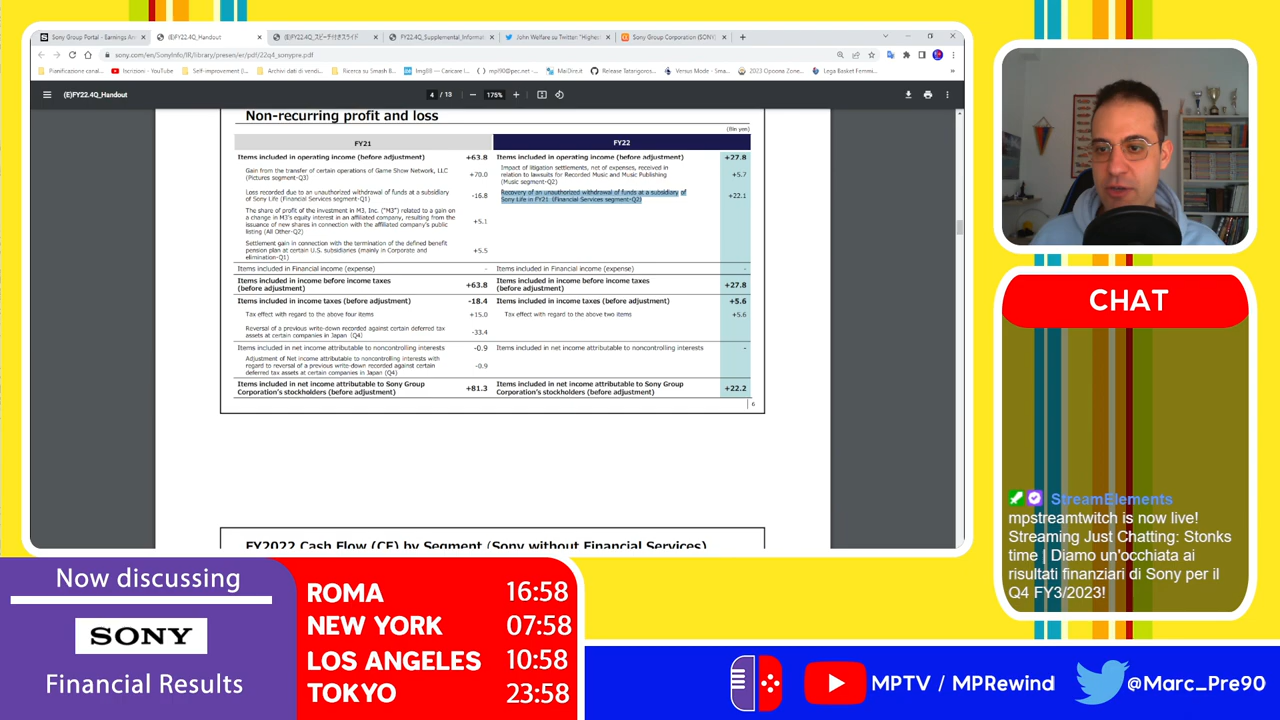 Sony Group Portal - Earnings An
(E)FY22.4Q_Handout
(E)FY22.4Q_スピーチ付きスライド
FY22.4Q_Supplemental_Informat
John Welfare su Twitter: "Highes
Sony Group Corporation (SONY)
sony.com/en/SonyInfo/IR/library/presen/er/pdf/22q4_sonypre.pdf
Pianificazione canal...
Iscrizioni - YouTube
Self-improvement (I...
Archivi dati di vendi...
Ricerca su Smash B...
ImgBB — Caricare I...
mpi90@pec.net -...
MaiDire.it
Release Tatarigoros...
Versus Mode - Sma...
2023 Opoona Zone...
Lega Basket Femmi...
(E)FY22.4Q_Handout
4 / 13
175%
Non-recurring profit and loss
(Bln yen)
FY21
FY22
Items included in operating income (before adjustment) +63.8
Items included in operating income (before adjustment) +27.8
Gain from the transfer of certain operations of Game Show Network, LLC
(Pictures segment-Q3) +70.0
Impact of litigation settlements, net of expenses, received in
relation to lawsuits for Recorded Music and Music Publishing +5.7
(Music segment-Q2)
Loss recorded due to an unauthorized withdrawal of funds at a subsidiary
of Sony Life (Financial Services segment-Q1) -16.8
Recovery of an unauthorized withdrawal of funds at a subsidiary of
Sony Life in FY21 (Financial Services segment-Q2) +22.1
The share of profit of the investment in M3, Inc. ("M3") related to a gain on
a change in M3's equity interest in an affiliated company, resulting from the
issuance of new shares in connection with the affiliated company's public
listing (All Other-Q2) +5.1
Settlement gain in connection with the termination of the defined benefit
pension plan at certain U.S. subsidiaries (mainly in Corporate and
elimination-Q1) +5.5
Items included in Financial income (expense) -
Items included in Financial income (expense) -
Items included in income before income taxes
(before adjustment) +63.8
Items included in income before income taxes
(before adjustment) +27.8
Items included in income taxes (before adjustment) -18.4
Items included in income taxes (before adjustment) +5.6
Tax effect with regard to the above four items +15.0
Tax effect with regard to the above two items +5.6
Reversal of a previous write-down recorded against certain deferred tax
assets at certain companies in Japan (Q4) -33.4
Items included in net income attributable to noncontrolling interests -0.9
Items included in net income attributable to noncontrolling interests -
Adjustment of Net income attributable to noncontrolling interests with
regard to reversal of a previous write-down recorded against certain
deferred tax assets at certain companies in Japan (Q4) -0.9
Items included in net income attributable to Sony Group
Corporation's stockholders (before adjustment) +81.3
Items included in net income attributable to Sony Group
Corporation's stockholders (before adjustment) +22.2
6
FY2022 Cash Flow (CF) by Segment (Sony without Financial Services)
CHAT
StreamElements
mpstreamtwitch is now live!
Streaming Just Chatting: Stonks
time | Diamo un'occhiata ai
risultati finanziari di Sony per il
Q4 FY3/2023!
Now discussing
SONY
Financial Results
ROMA 16:58
NEW YORK 07:58
LOS ANGELES 10:58
TOKYO 23:58
MPTV / MPRewind
@Marc_Pre90